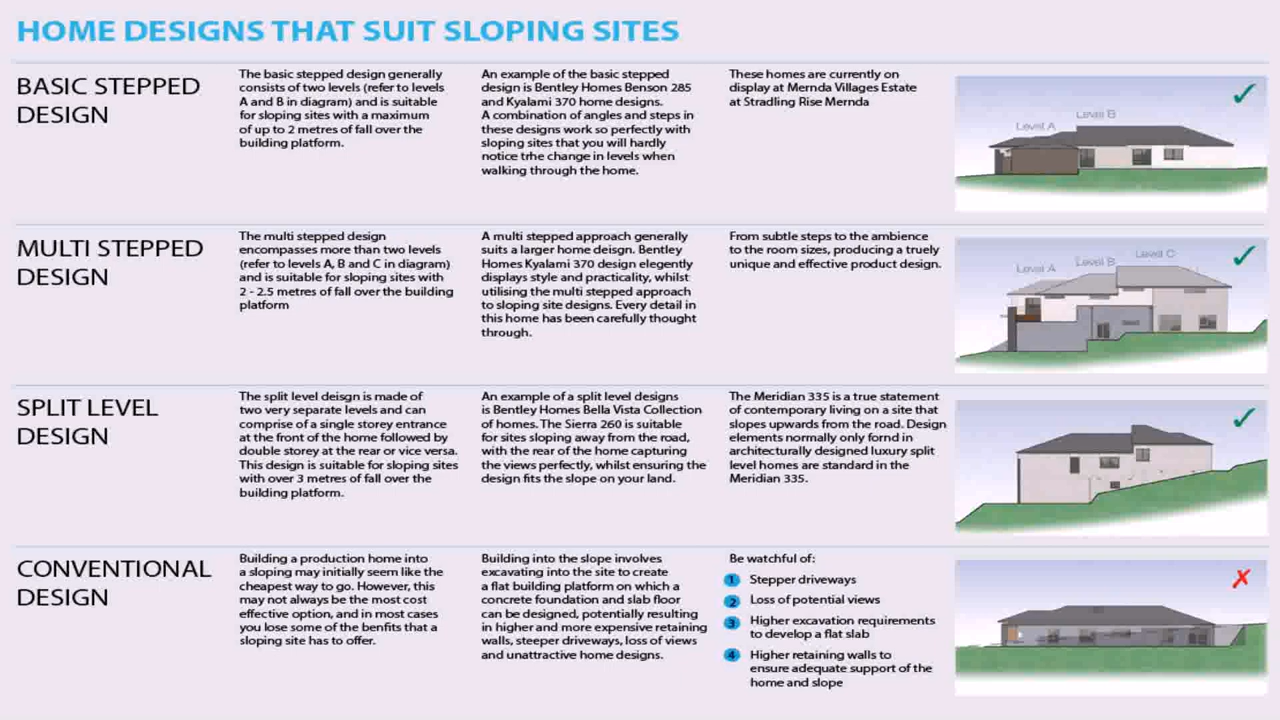 HOME DESIGNS THAT SUIT SLOPING SITES
BASIC STEPPED
DESIGN
The basic stepped design generally
consists of two levels (refer to levels
A and B in diagram) and is suitable
for sloping sites with a maximum
of up to 2 metres of fall over the
building platform.
An example of the basic stepped
design is Bentley Homes Benson 285
and Kyalami 370 home designs.
A combination of angles and steps in
these designs work so perfectly with
sloping sites that you will hardly
notice trhe change in levels when
walking through the home.
These homes are currently on
display at Mernda Villages Estate
at Stradling Rise Mernda
Level A
Level B
MULTI STEPPED
DESIGN
The multi stepped design
encompasses more than two levels
(refer to levels A, B and C in diagram)
and is suitable for sloping sites with
2 - 2.5 metres of fall over the building
platform
A multi stepped approach generally
suits a larger home deisgn. Bentley
Homes Kyalami 370 design elegently
displays style and practicality, whilst
utilising the multi stepped approach
to sloping site designs. Every detail in
this home has been carefully thought
through.
From subtle steps to the ambience
to the room sizes, producing a truely
unique and effective product design.
Level A
Level B
Level C
SPLIT LEVEL
DESIGN
The split level deisgn is made of
two very separate levels and can
comprise of a single storey entrance
at the front of the home followed by
double storey at the rear or vice versa.
This design is suitable for sloping sites
with over 3 metres of fall over the
building platform.
An example of a split level designs
is Bentley Homes Bella Vista Collection
of homes. The Sierra 260 is suitable
for sites sloping away from the road,
with the rear of the home capturing
the views perfectly, whilst ensuring the
design fits the slope on your land.
The Meridian 335 is a true statement
of contemporary living on a site that
slopes upwards from the road. Design
elements normally only fornd in
architecturally designed luxury split
level homes are standard in the
Meridian 335.
CONVENTIONAL
DESIGN
Building a production home into
a sloping may initially seem like the
cheapest way to go. However, this
may not always be the most cost
effective option, and in most cases
you lose some of the benfits that a
sloping site has to offer.
Building into the slope involves
excavating into the site to create
a flat building platform on which a
concrete foundation and slab floor
can be designed, potentially resulting
in higher and more expensive retaining
walls, steeper driveways, loss of views
and unattractive home designs.
Be watchful of:
1 Stepper driveways
2 Loss of potential views
3 Higher excavation requirements
to develop a flat slab
4 Higher retaining walls to
ensure adequate support of the
home and slope